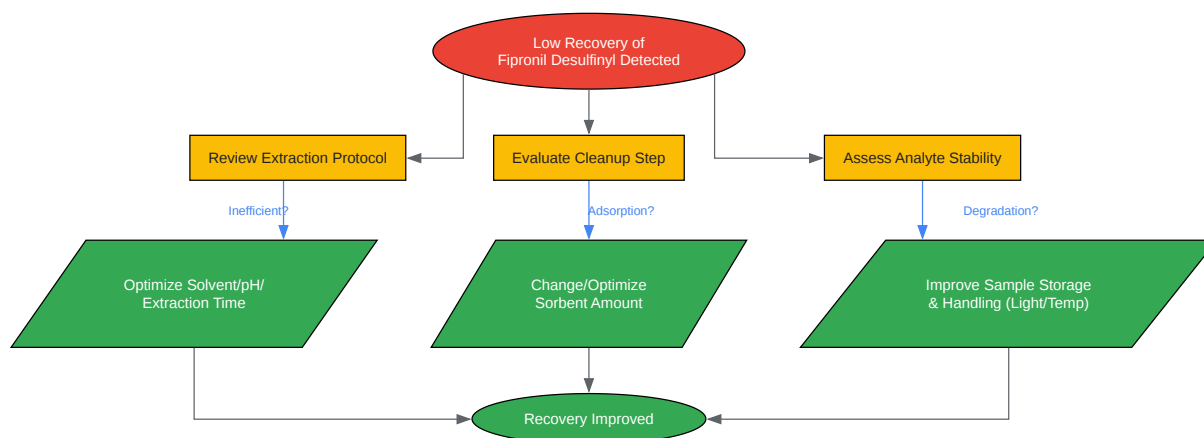 Low Recovery of
Fipronil Desulfinyl Detected
Review Extraction Protocol
Evaluate Cleanup Step
Assess Analyte Stability
Inefficient?
Adsorption?
Degradation?
Optimize Solvent/pH/
Extraction Time
Change/Optimize
Sorbent Amount
Improve Sample Storage
& Handling (Light/Temp)
Recovery Improved